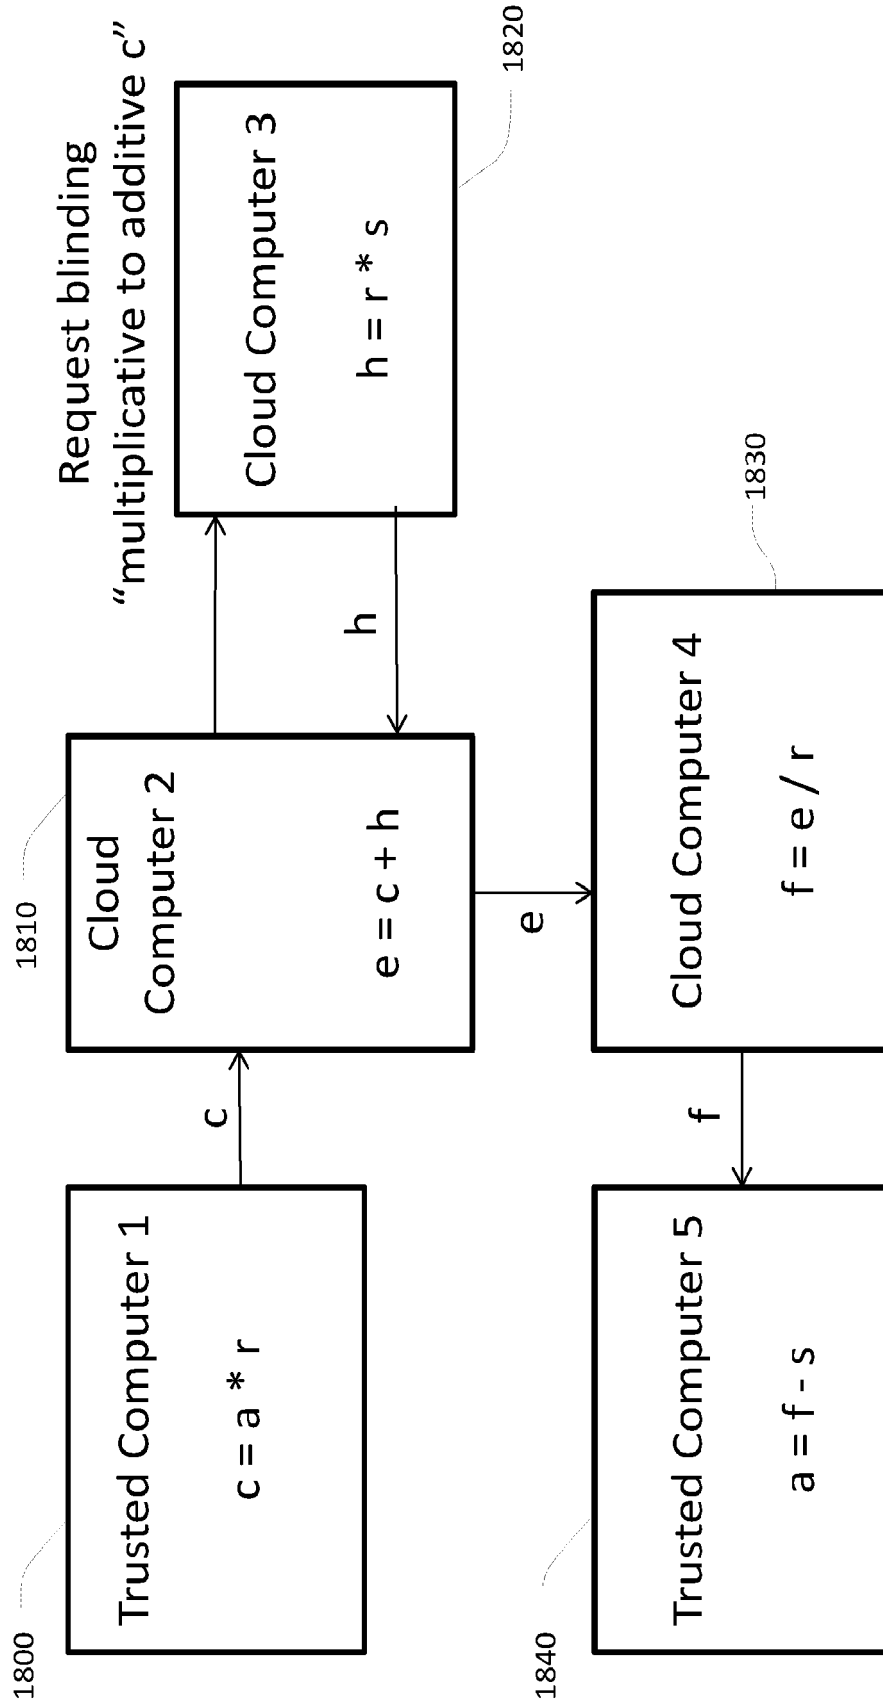 Request blinding
“multiplicative to additive c”
1800
Trusted Computer 1
c = a * r
c
1810
Cloud
Computer 2
e = c + h
h
Cloud Computer 3
h = r * s
1820
e
1840
Trusted Computer 5
a = f - s
f
Cloud Computer 4
f = e / r
1830